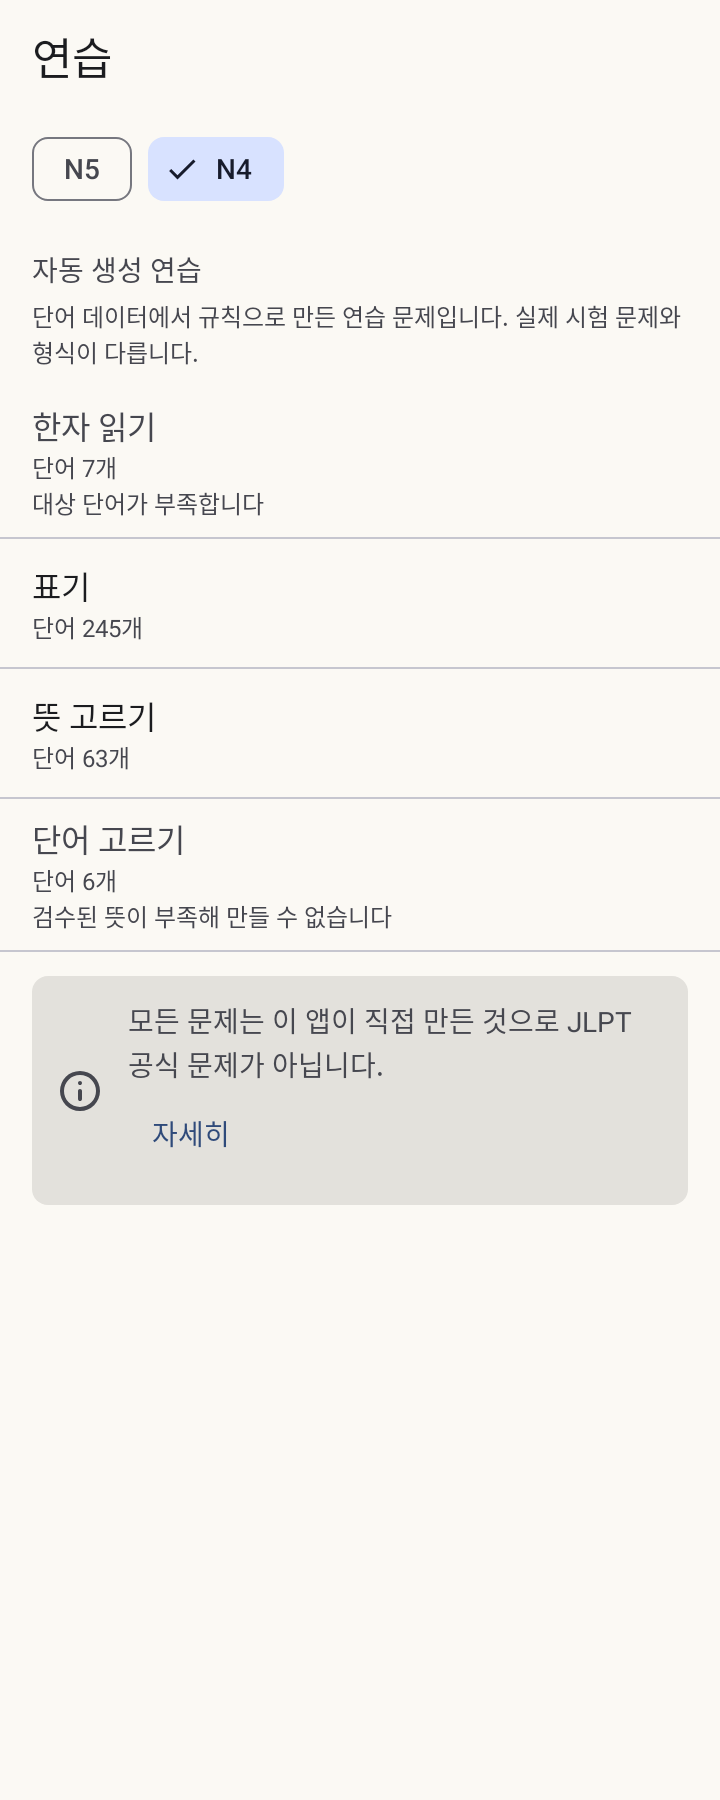 연습
N5
N4
자동 생성 연습
단어 데이터에서 규칙으로 만든 연습 문제입니다. 실제 시험 문제와
형식이 다릅니다.
한자 읽기
단어 7개
대상 단어가 부족합니다
표기
단어 245개
뜻 고르기
단어 63개
단어 고르기
단어 6개
검수된 뜻이 부족해 만들 수 없습니다
모든 문제는 이 앱이 직접 만든 것으로 JLPT
공식 문제가 아닙니다.
자세히